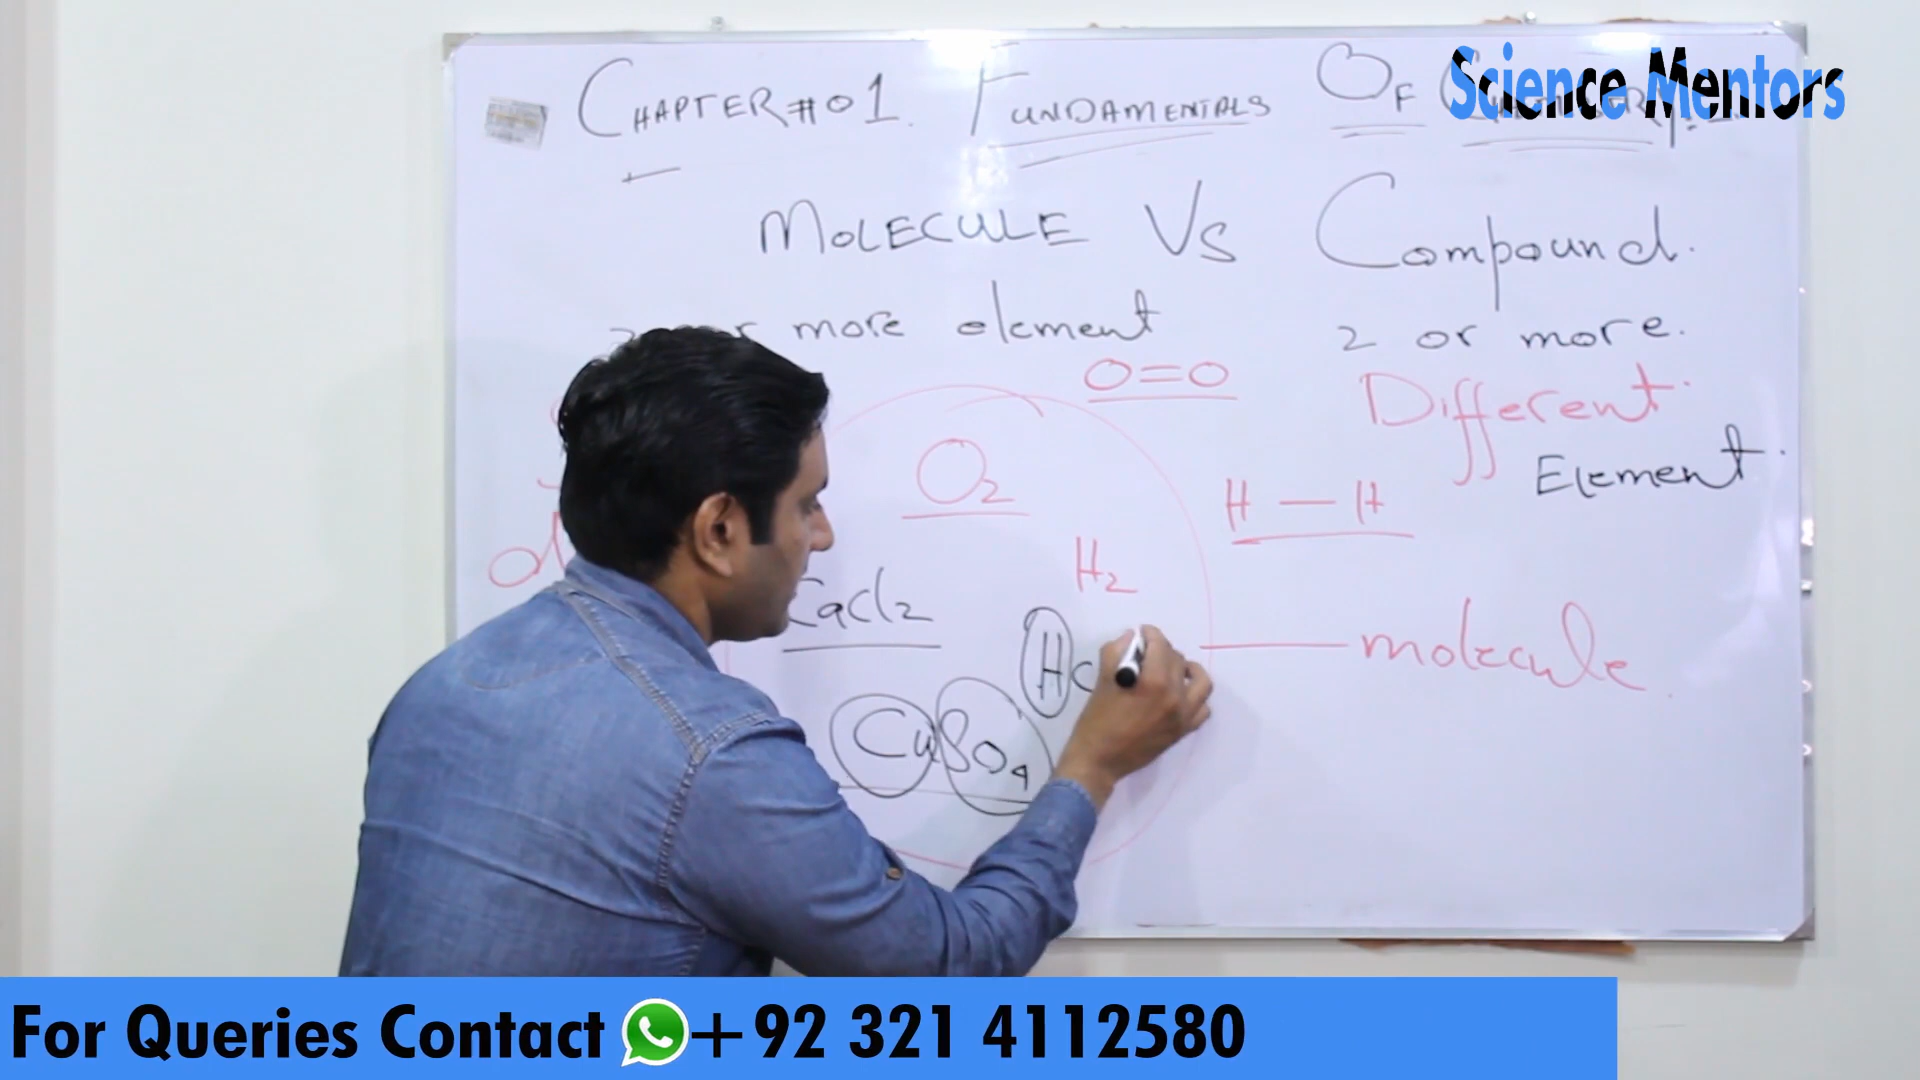 CHAPTER #01. FUNDAMENTALS OF
Science Mentors
MOLECULE VS Compound.
more element
2 or more.
O=O
Different
Element.
O2
H — H
H2
CaCl2
molecule
H
CuSO4
For Queries Contact +92 321 4112580